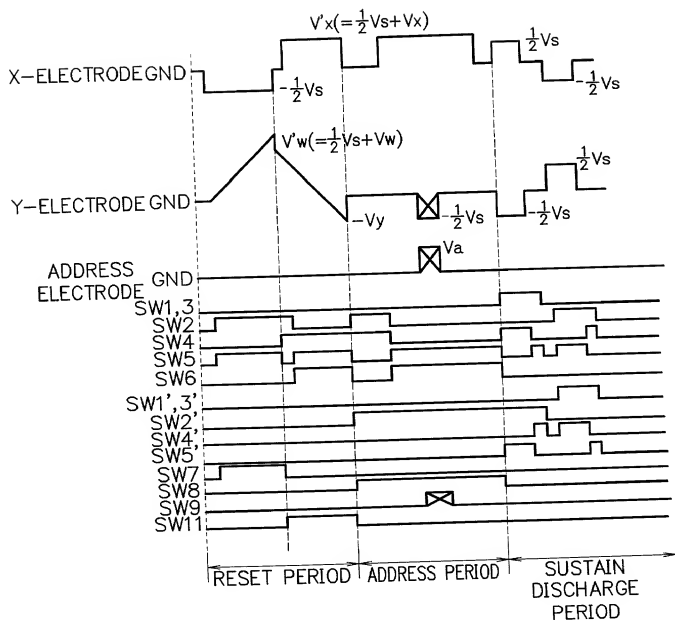 V'x(=1/2Vs+Vx)
1/2Vs
X-ELECTRODE GND
-1/2Vs
-1/2Vs
V'w(=1/2Vs+Vw)
1/2Vs
Y-ELECTRODE GND
-Vy
-1/2Vs
-1/2Vs
Va
ADDRESS
ELECTRODE
GND
SW1,3
SW2
SW4
SW5
SW6
SW1',3'
SW2'
SW4'
SW5'
SW7
SW8
SW9
SW11
RESET PERIOD
ADDRESS PERIOD
SUSTAIN
DISCHARGE
PERIOD